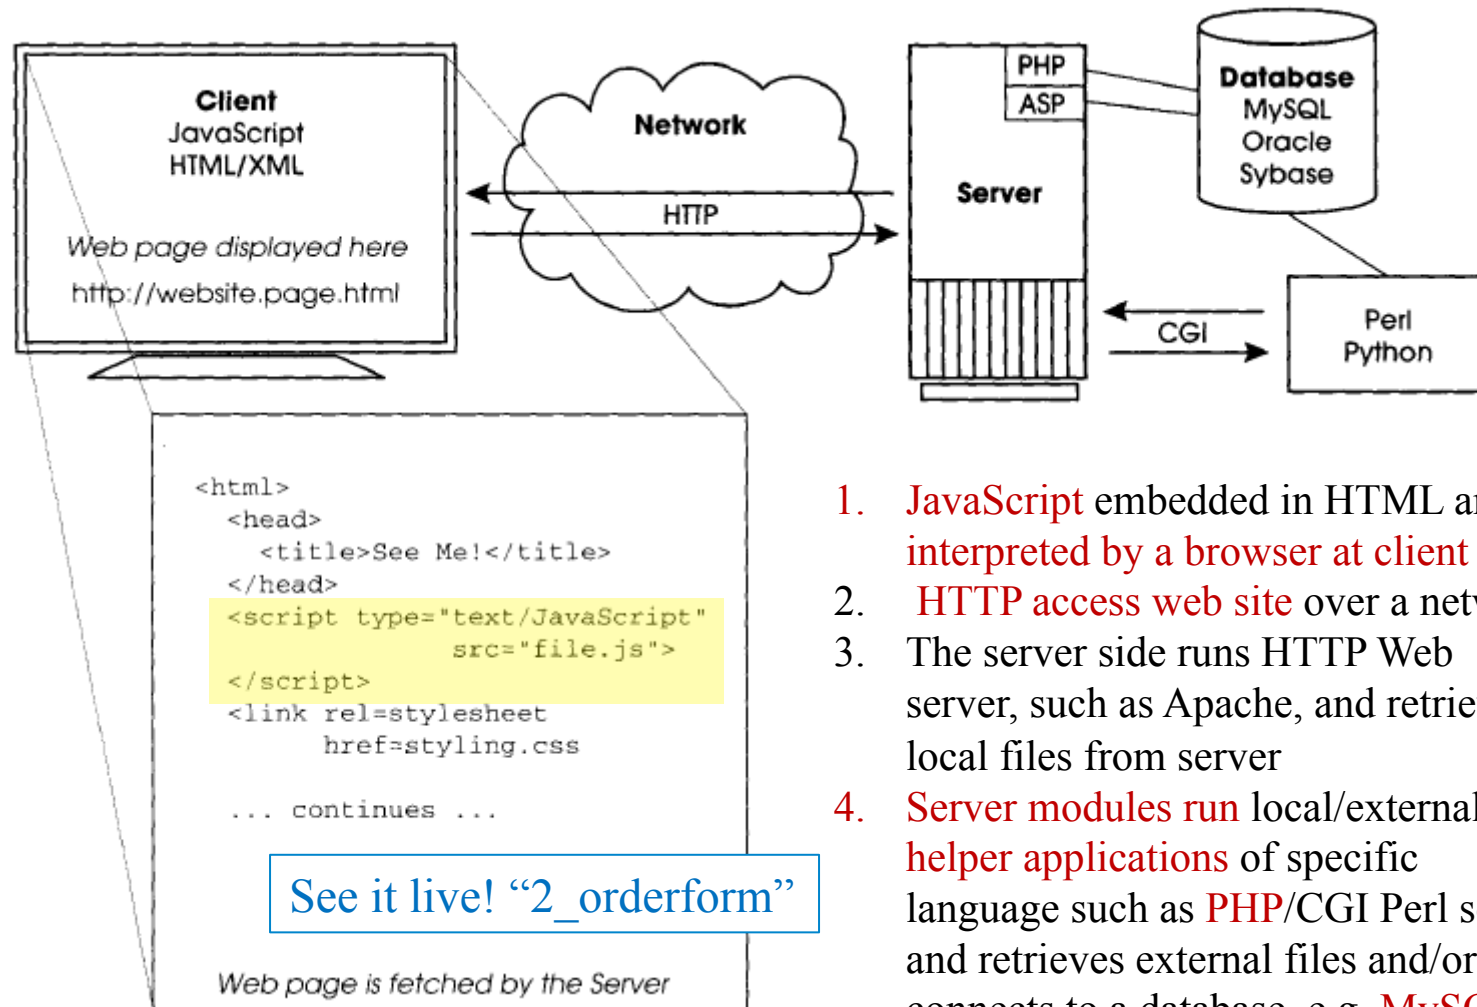 Client
JavaScript
HTML/XML
Web page displayed here
http://website.page.html
Network
HTTP
PHP
ASP
Server
Database
MySQL
Oracle
Sybase
CGI
Perl
Python
<html>
<head>
<title>See Me!</title>
</head>
<script type="text/JavaScript"
src="file.js">
</script>
<link rel=stylesheet
href=styling.css
... continues ...
See it live! “2_orderform”
Web page is fetched by the Server
1. JavaScript embedded in HTML
interpreted by a browser at client
2. HTTP access web site over a
3. The server side runs HTTP Web
server, such as Apache, and
local files from server
4. Server modules run local/external
helper applications of specific
language such as PHP/CGI Perl
and retrieves external files and/or
connects to a database, e.g.